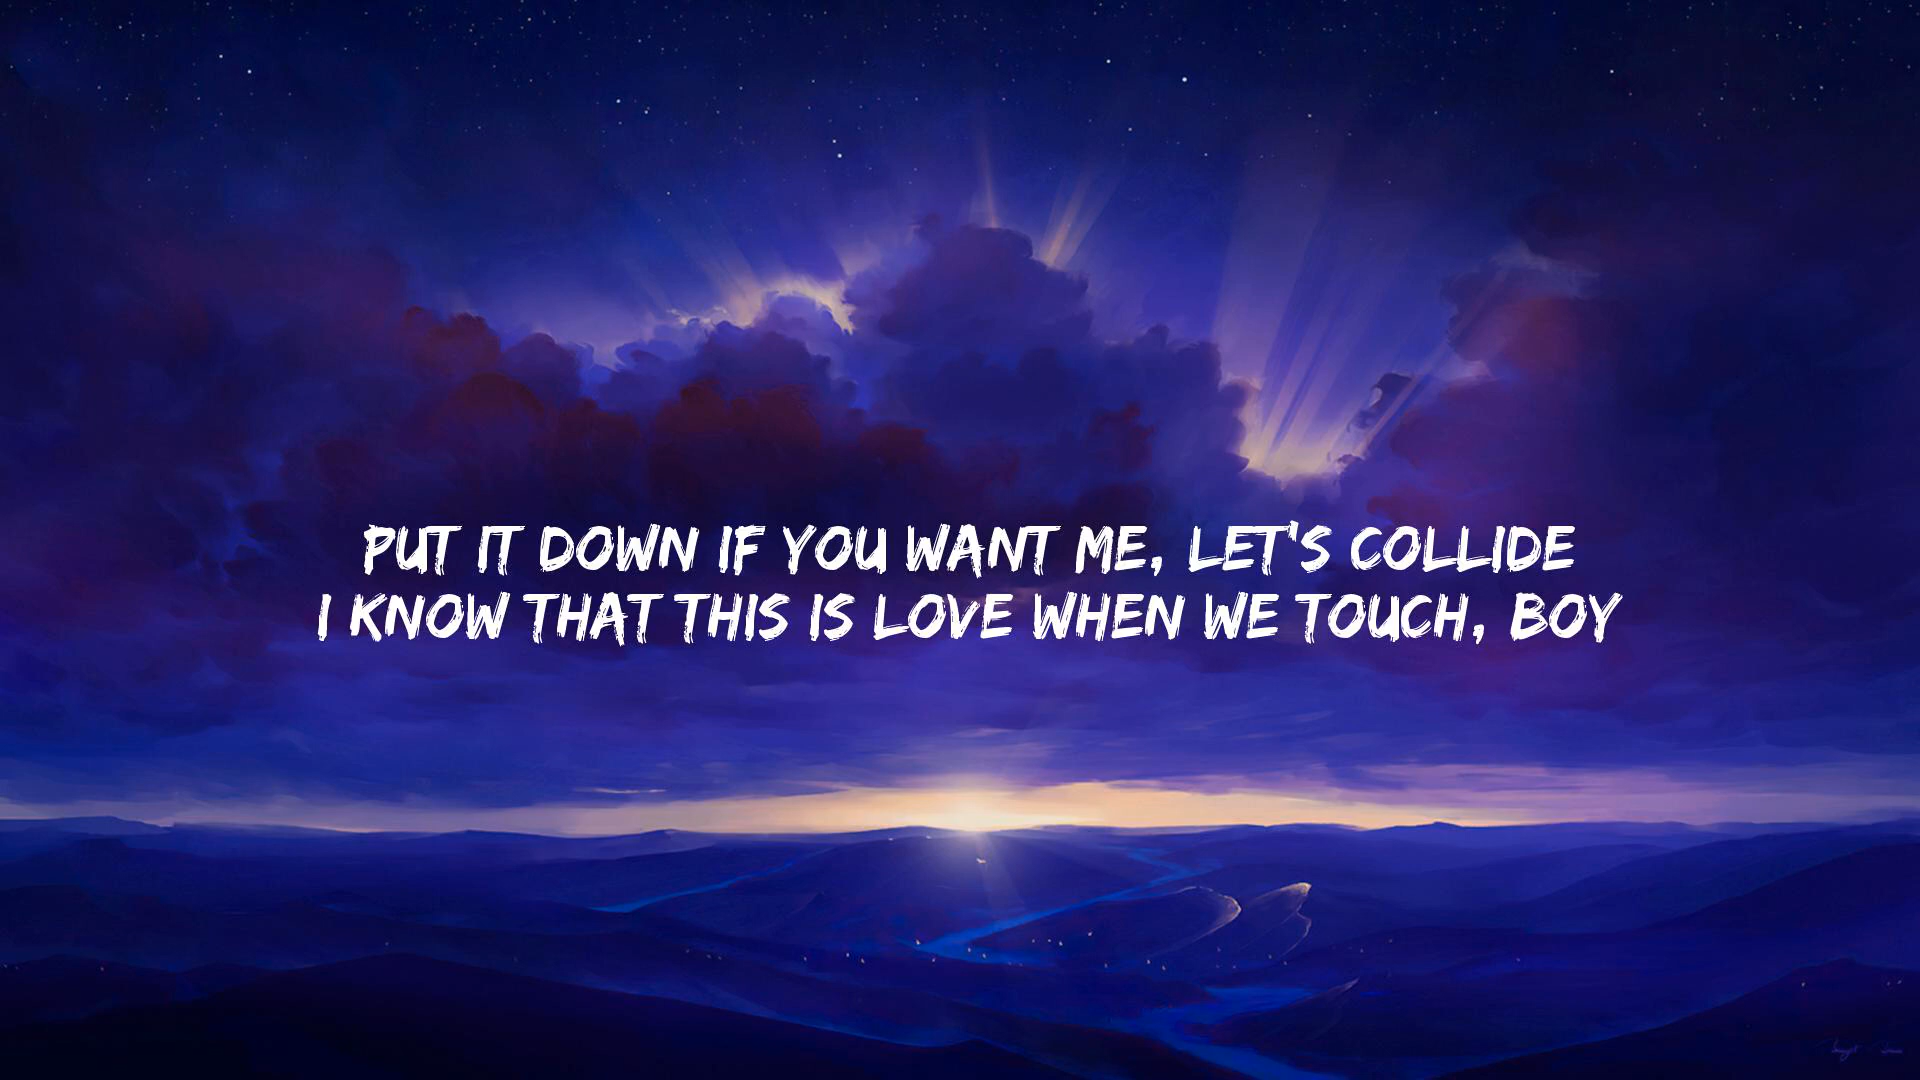 PUT IT DOWN IF YOU WANT ME, LET'S COLLIDE
I KNOW THAT THIS IS LOVE WHEN WE TOUCH, BOY